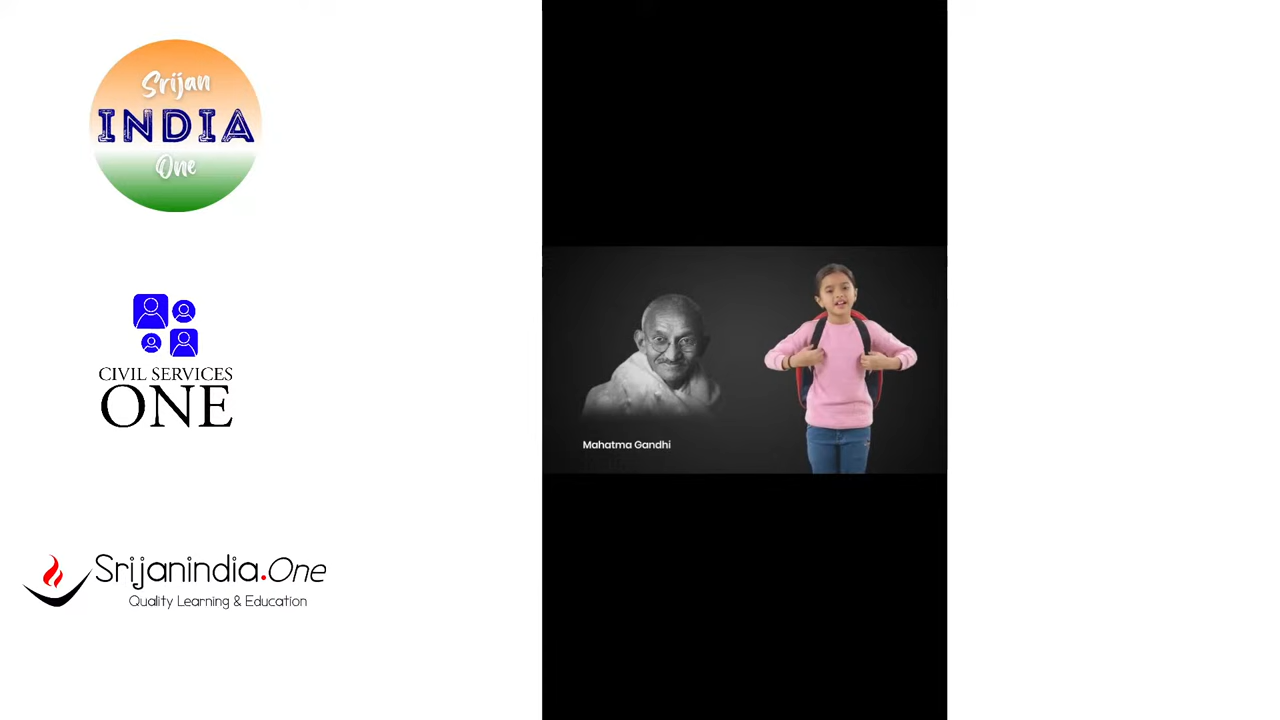 Srijan
INDIA
One
CIVIL SERVICES
ONE
Srijanindia.One
Quality Learning & Education
Mahatma Gandhi